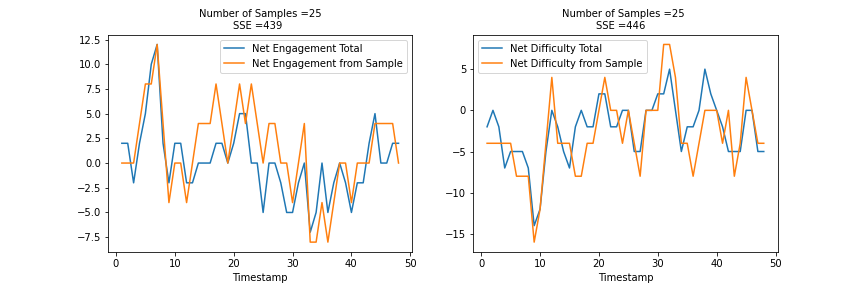 Number of Samples =25
SSE =439
Net Engagement Total
Net Engagement from Sample
12.5
10.0
7.5
5.0
2.5
0.0
−2.5
−5.0
−7.5
0
10
20
30
40
50
Timestamp
Number of Samples =25
SSE =446
Net Difficulty Total
Net Difficulty from Sample
5
0
−5
−10
−15
0
10
20
30
40
50
Timestamp